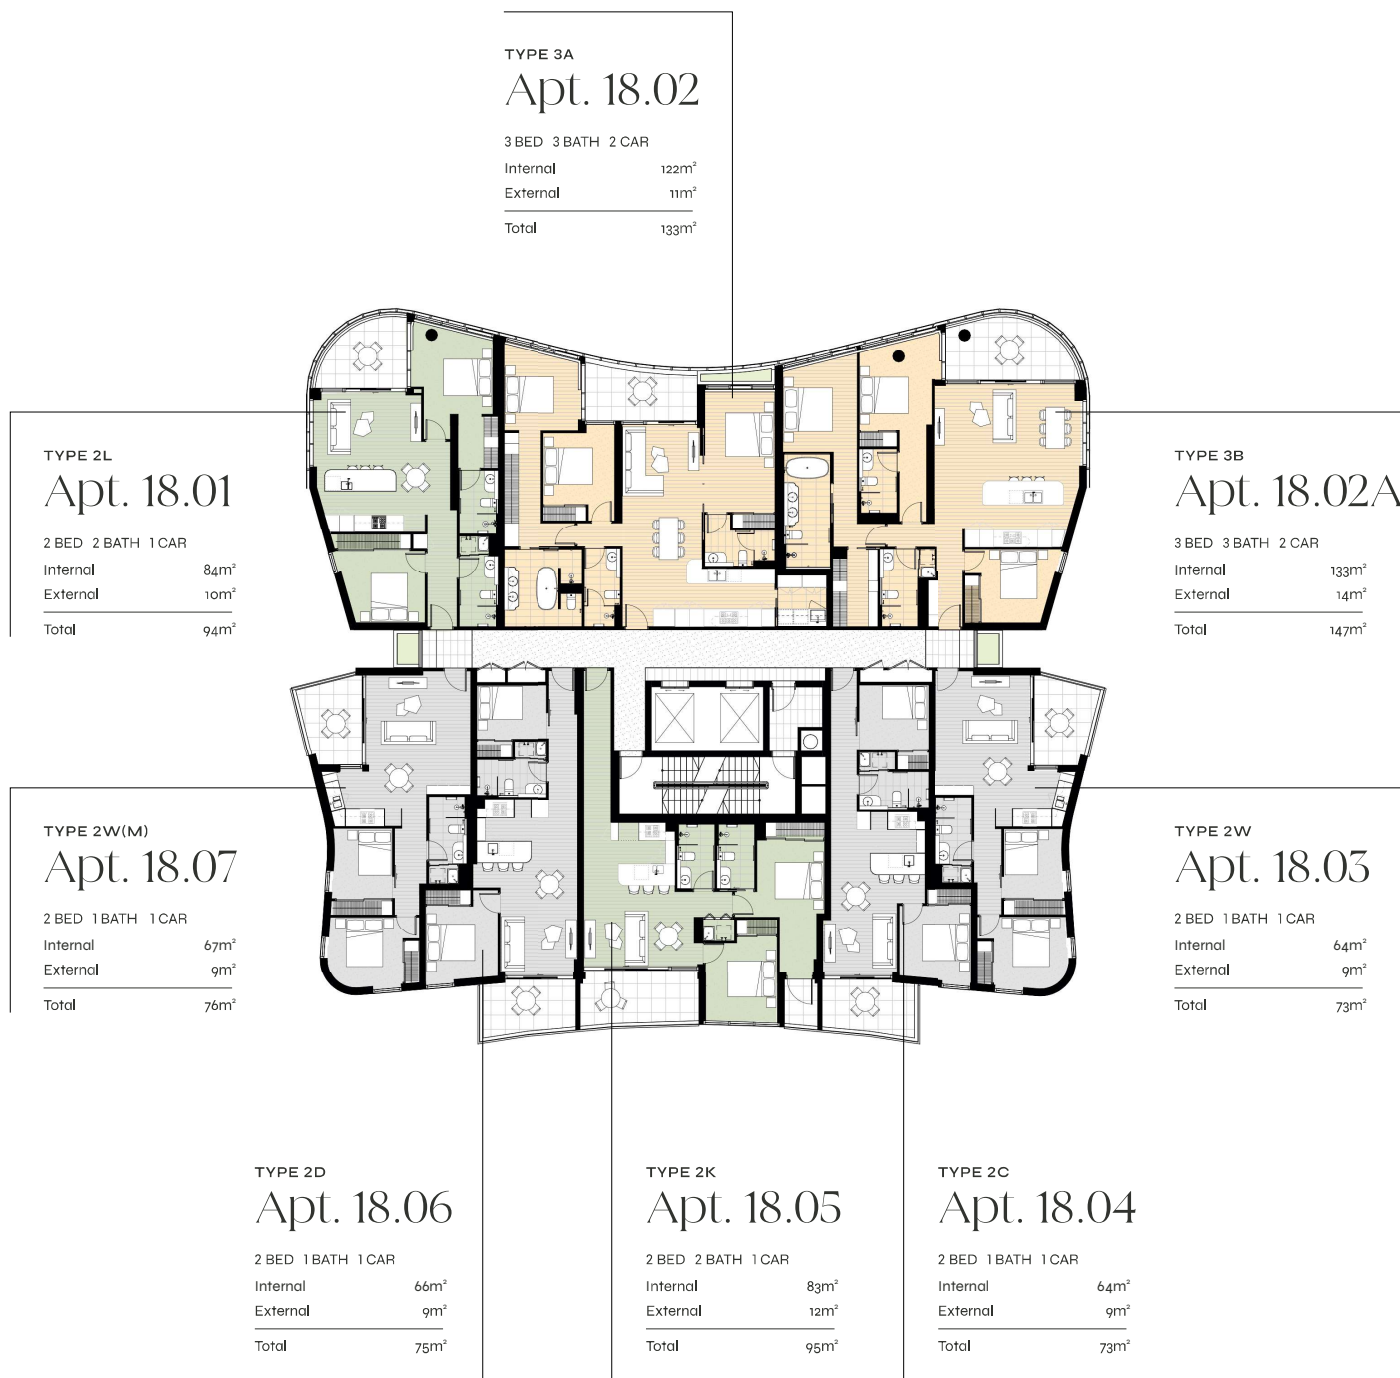 TYPE 3A
Apt. 18.02
3 BED 3 BATH 2 CAR
Internal 122m²
External 11m²
Total 133m²
TYPE 2L
Apt. 18.01
2 BED 2 BATH 1 CAR
Internal 84m²
External 10m²
Total 94m²
TYPE 3B
Apt. 18.02A
3 BED 3 BATH 2 CAR
Internal 133m²
External 14m²
Total 147m²
TYPE 2W(M)
Apt. 18.07
2 BED 1 BATH 1 CAR
Internal 67m²
External 9m²
Total 76m²
TYPE 2W
Apt. 18.03
2 BED 1 BATH 1 CAR
Internal 64m²
External 9m²
Total 73m²
TYPE 2D
Apt. 18.06
2 BED 1 BATH 1 CAR
Internal 66m²
External 9m²
Total 75m²
TYPE 2K
Apt. 18.05
2 BED 2 BATH 1 CAR
Internal 83m²
External 12m²
Total 95m²
TYPE 2C
Apt. 18.04
2 BED 1 BATH 1 CAR
Internal 64m²
External 9m²
Total 73m²